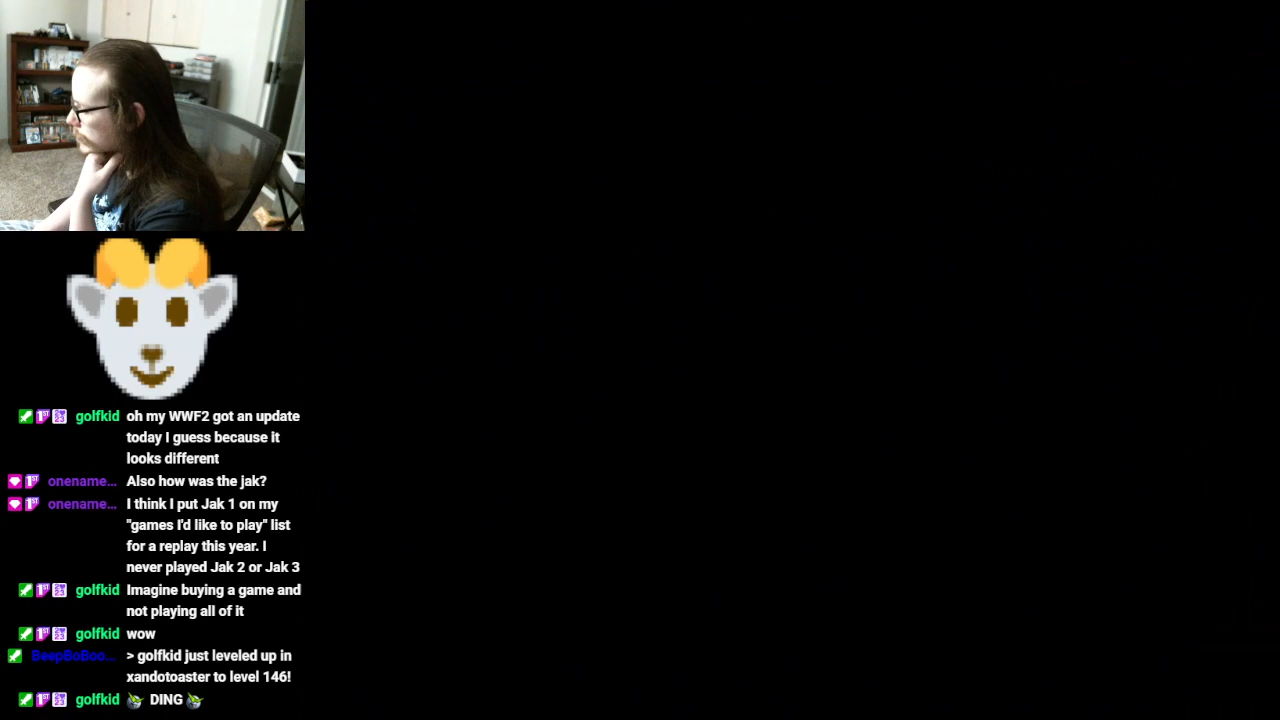 golfkid oh my WWF2 got an update
today I guess because it
looks different
onename... Also how was the jak?
onename... I think I put Jak 1 on my
"games I'd like to play" list
for a replay this year. I
never played Jak 2 or Jak 3
golfkid Imagine buying a game and
not playing all of it
golfkid wow
BeepBoBoo... > golfkid just leveled up in
xandotoaster to level 146!
golfkid DING